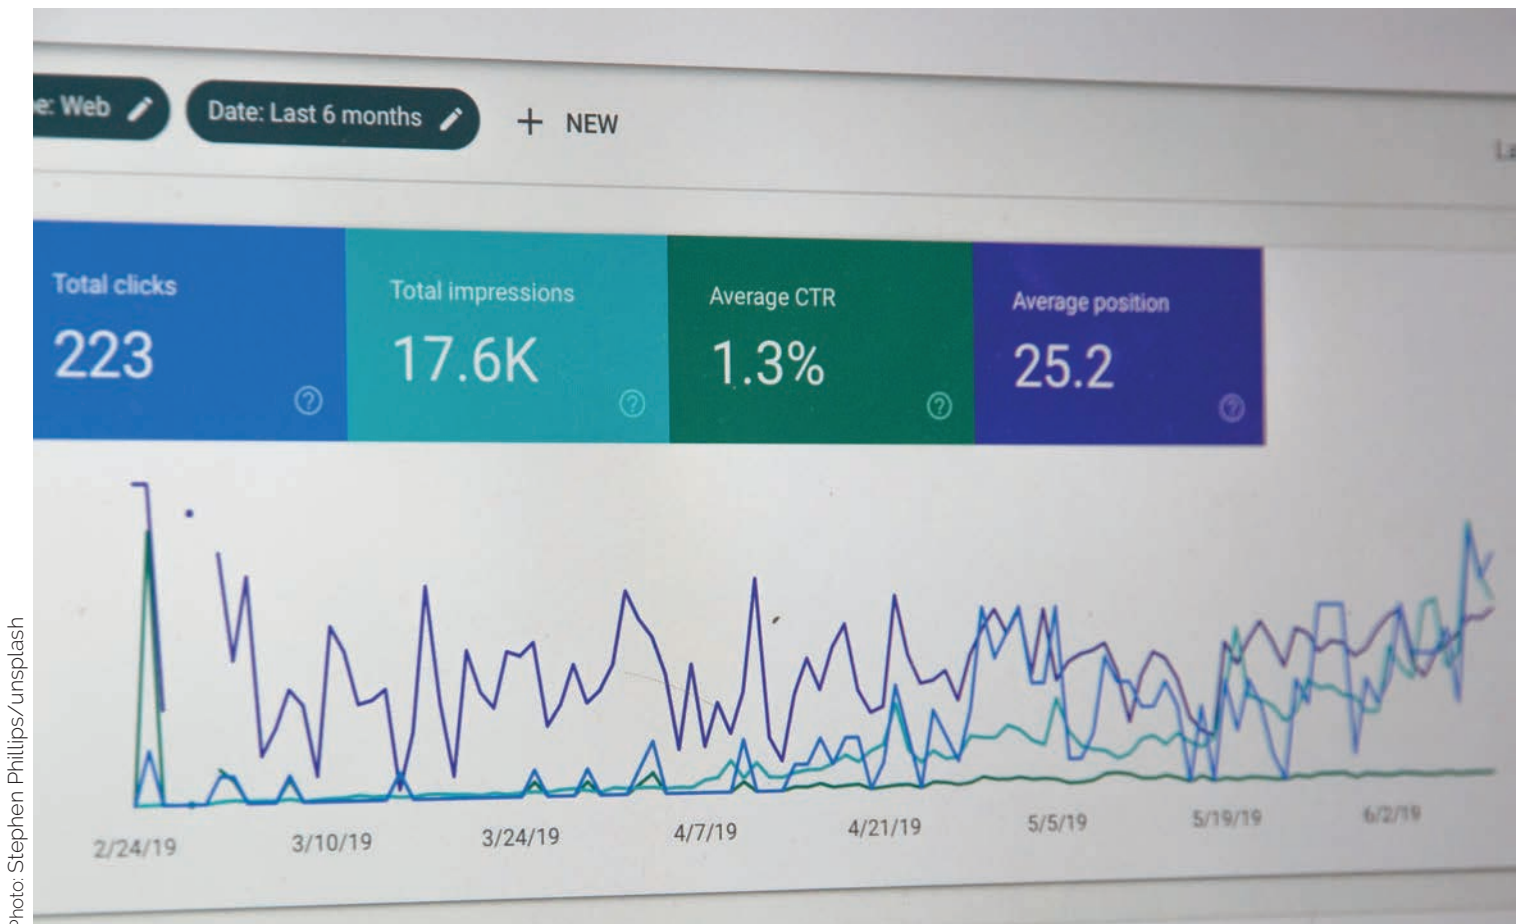 e: Web
Date: Last 6 months
+ NEW
Total clicks
223
Total impressions
17.6K
Average CTR
1.3%
Average position
25.2
2/24/19
3/10/19
3/24/19
4/7/19
4/21/19
5/5/19
5/19/19
6/2/19
Photo: Stephen Phillips/unsplash